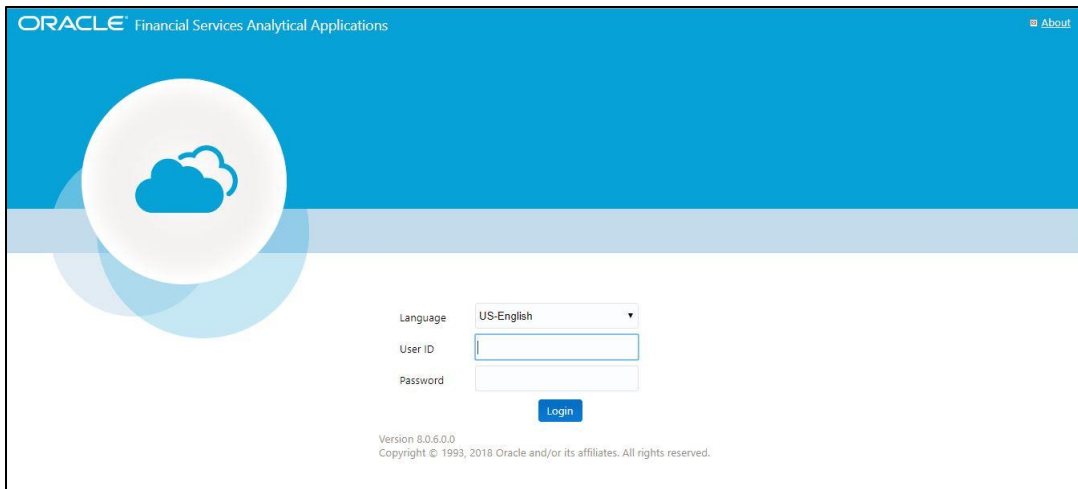 ORACLE® Financial Services Analytical Applications
About
Language US-English
User ID
Password
Login
Version 8.0.6.0.0
Copyright © 1993, 2018 Oracle and/or its affiliates. All rights reserved.